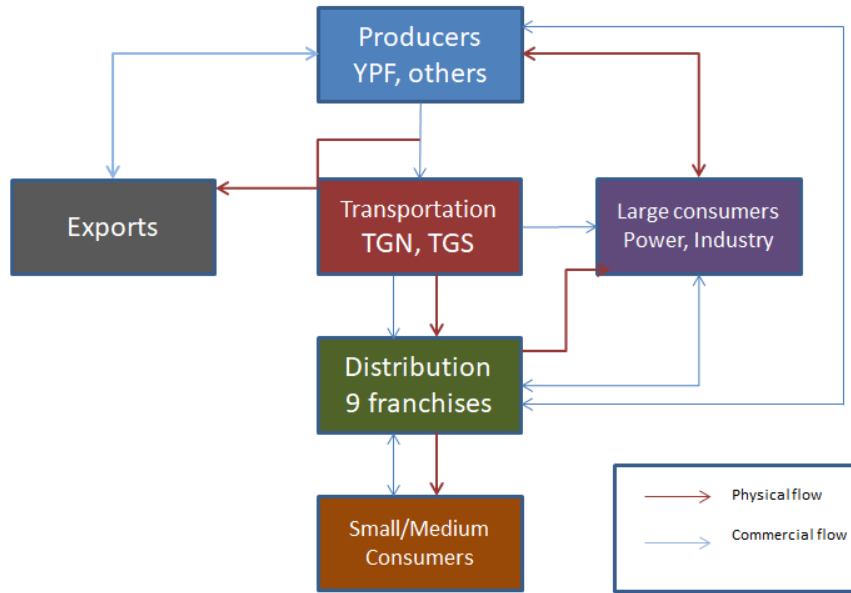 Producers
YPF, others
Exports
Transportation
TGN, TGS
Large consumers
Power, Industry
Distribution
9 franchises
Small/Medium
Consumers
Physical flow
Commercial flow